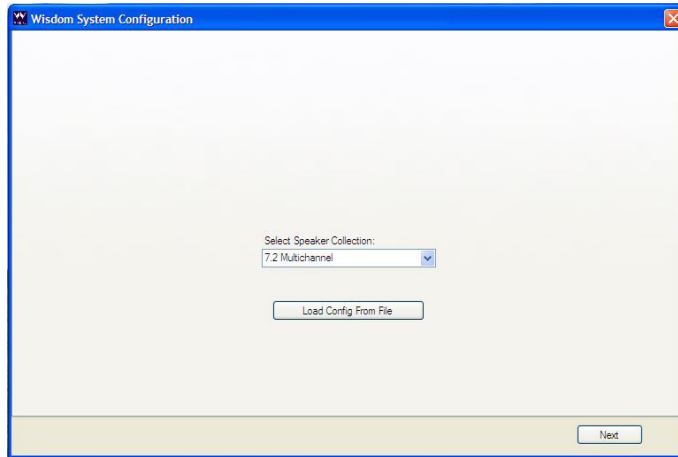 Wisdom System Configuration
Select Speaker Collection:
7.2 Multichannel
Load Config From File
Next